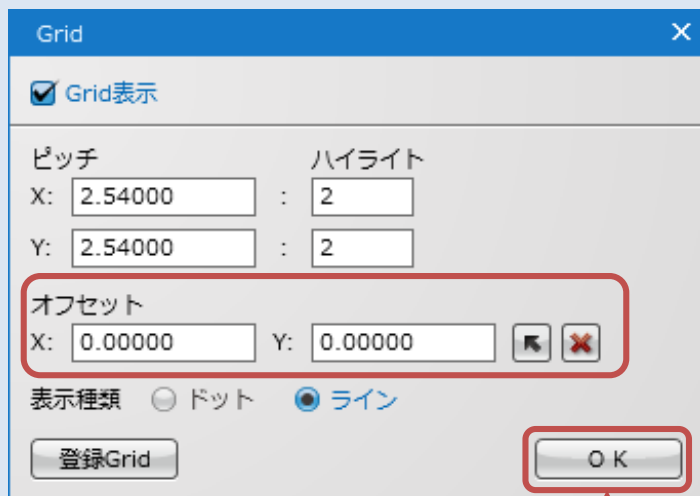 Grid
Grid表示
ピッチ ハイライト
X: 2.54000 : 2
Y: 2.54000 : 2
オフセット
X: 0.00000 Y: 0.00000
表示種類 ドット ライン
登録Grid O K